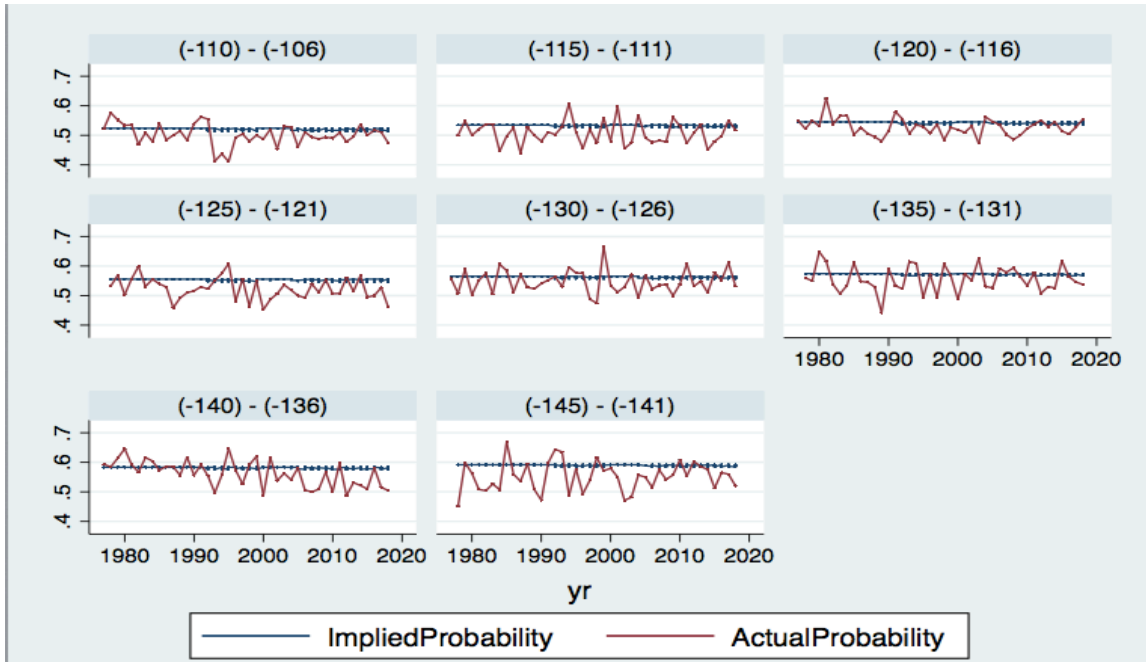 (-110) - (-106) (-115) - (-111) (-120) - (-116)
.7
.6
.5
.4
(-125) - (-121) (-130) - (-126) (-135) - (-131)
.7
.6
.5
.4
1980 1990 2000 2010 2020
(-140) - (-136) (-145) - (-141)
.7
.6
.5
.4
1980 1990 2000 2010 2020 1980 1990 2000 2010 2020
yr
ImpliedProbability ActualProbability